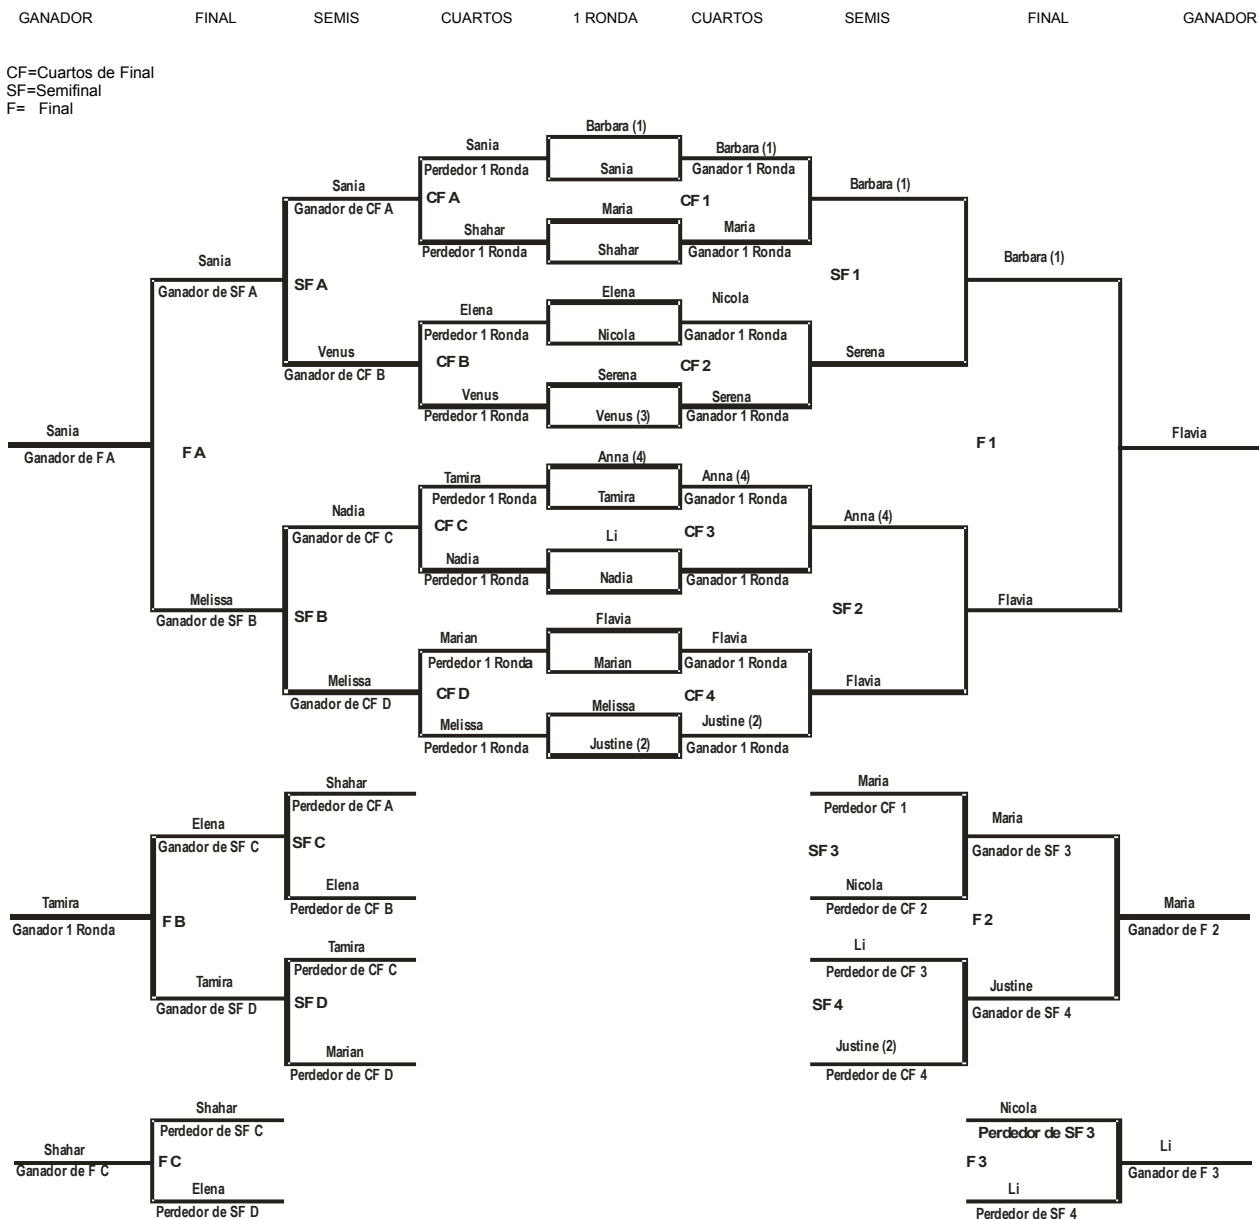 GANADOR FINAL SEMIS CUARTOS 1 RONDA CUARTOS SEMIS FINAL GANADOR
CF=Cuartos de Final
SF=Semifinal
F= Final
Barbara (1)
Sania Barbara (1)
Perdedor 1 Ronda Sania Ganador 1 Ronda
Sania Barbara (1)
CF A CF 1
Ganador de CF A Maria
Shahar Maria
Perdedor 1 Ronda Shahar Ganador 1 Ronda
Sania Barbara (1)
SF A SF 1
Ganador de SF A
Elena Elena Nicola
Perdedor 1 Ronda Nicola Ganador 1 Ronda
Venus Serena
CF B CF 2
Ganador de CF B Serena
Venus Serena
Perdedor 1 Ronda Venus (3) Ganador 1 Ronda
Sania Flavia
F A F 1
Ganador de F A
Anna (4)
Tamira Anna (4)
Perdedor 1 Ronda Tamira Ganador 1 Ronda
Nadia Anna (4)
CF C CF 3
Ganador de CF C Li
Nadia
Perdedor 1 Ronda Nadia Ganador 1 Ronda
Melissa Flavia
SF B SF 2
Ganador de SF B
Flavia
Marian Flavia
Perdedor 1 Ronda Marian Ganador 1 Ronda
Melissa Flavia
CF D CF 4
Ganador de CF D Melissa
Melissa Justine (2)
Perdedor 1 Ronda Justine (2) Ganador 1 Ronda
Shahar Maria
Perdedor de CF A Perdedor CF 1
Elena Maria
SF C SF 3
Ganador de SF C Ganador de SF 3
Elena Nicola
Perdedor de CF B Perdedor de CF 2
Tamira Maria
F B F 2
Ganador 1 Ronda Ganador de F 2
Tamira Li
Perdedor de CF C Perdedor de CF 3
Tamira Justine
SF D SF 4
Ganador de SF D Ganador de SF 4
Marian Justine (2)
Perdedor de CF D Perdedor de CF 4
Shahar Nicola
Perdedor de SF C Perdedor de SF 3
Shahar Li
F C F 3
Ganador de F C Ganador de F 3
Elena Li
Perdedor de SF D Perdedor de SF 4